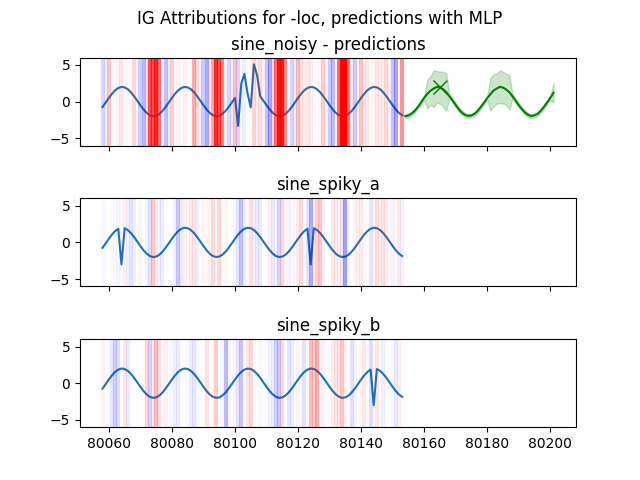 IG Attributions for -loc, predictions with MLP
sine_noisy - predictions
5
0
−5
sine_spiky_a
5
0
−5
sine_spiky_b
5
0
−5
80060 80080 80100 80120 80140 80160 80180 80200